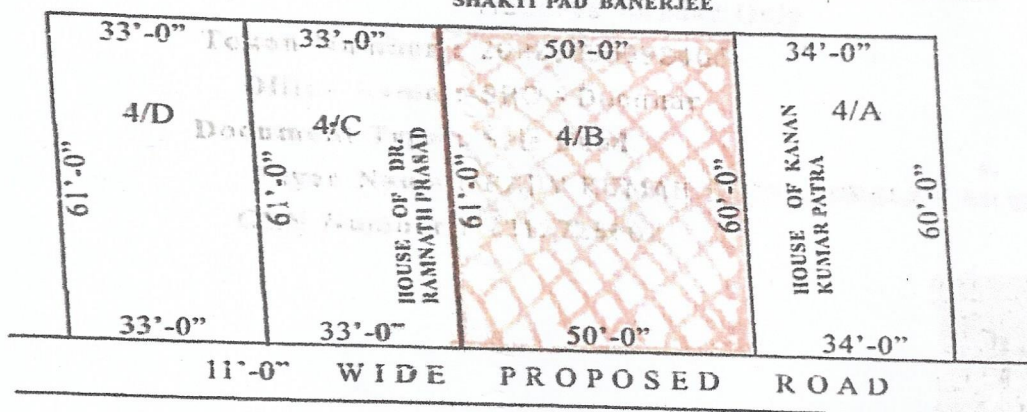 SHAKTI PAD BANERJEE
33'-0" 33'-0" 50'-0" 34'-0"
4/D 4/C 4/B 4/A
61'-0" 61'-0" 61'-0" 60'-0" 60'-0"
HOUSE OF DR.
RAMNATH PRASAD
HOUSE OF KANAN
KUMAR PATRA
33'-0" 33'-0" 50'-0" 34'-0"
11'-0" WIDE PROPOSED ROAD